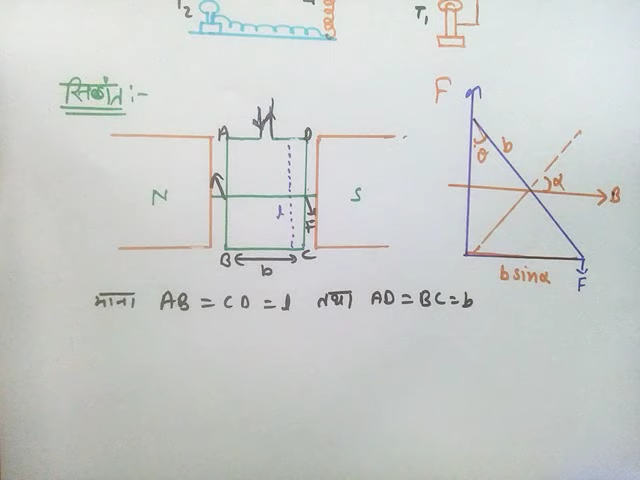 T2
T1
सिद्धांत :-
F
A
D
b
θ
N
l
S
α
B
F
B
b
C
b sinα
F
माना AB = CD = l तथा AD = BC = b